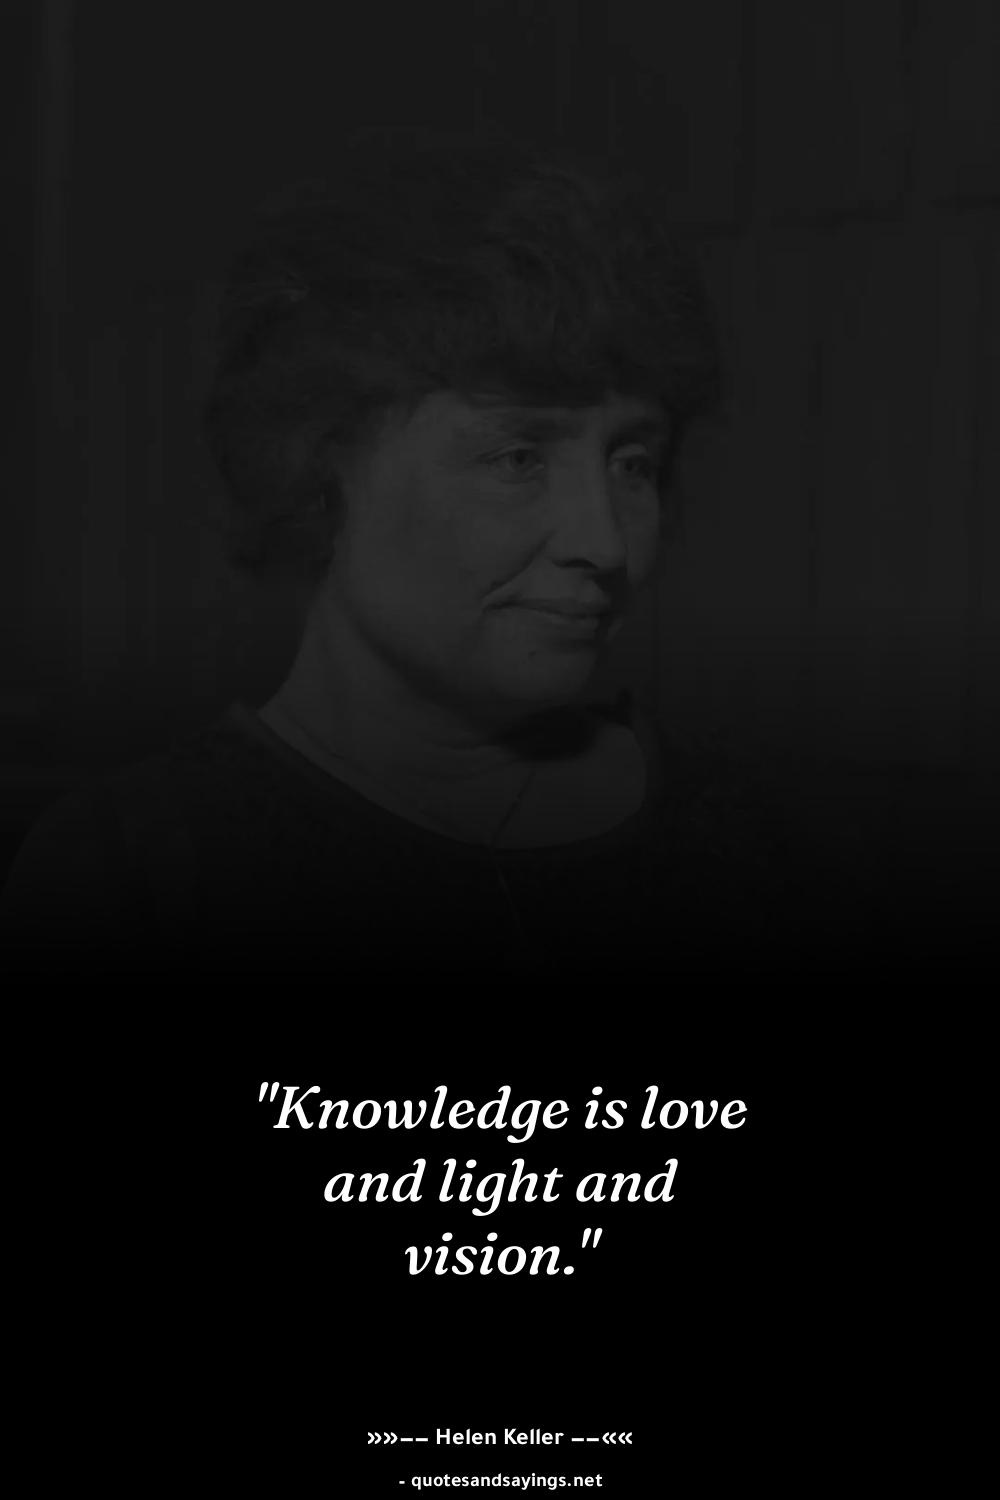 "Knowledge is love
and light and
vision."
»»−− Helen Keller −−««
- quotesandsayings.net